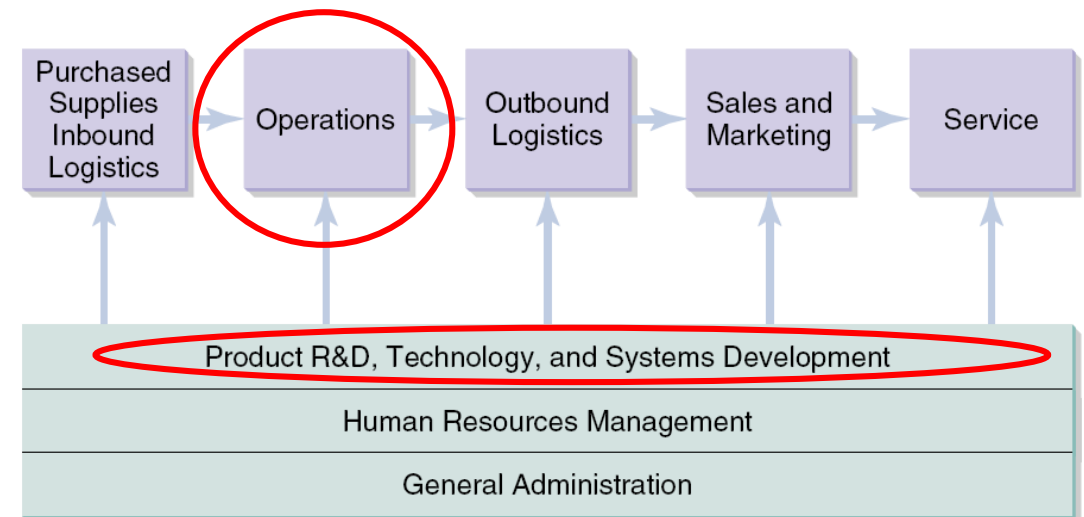 Purchased
Supplies
Inbound
Logistics
Operations
Outbound
Logistics
Sales and
Marketing
Service
Product R&D, Technology, and Systems Development
Human Resources Management
General Administration